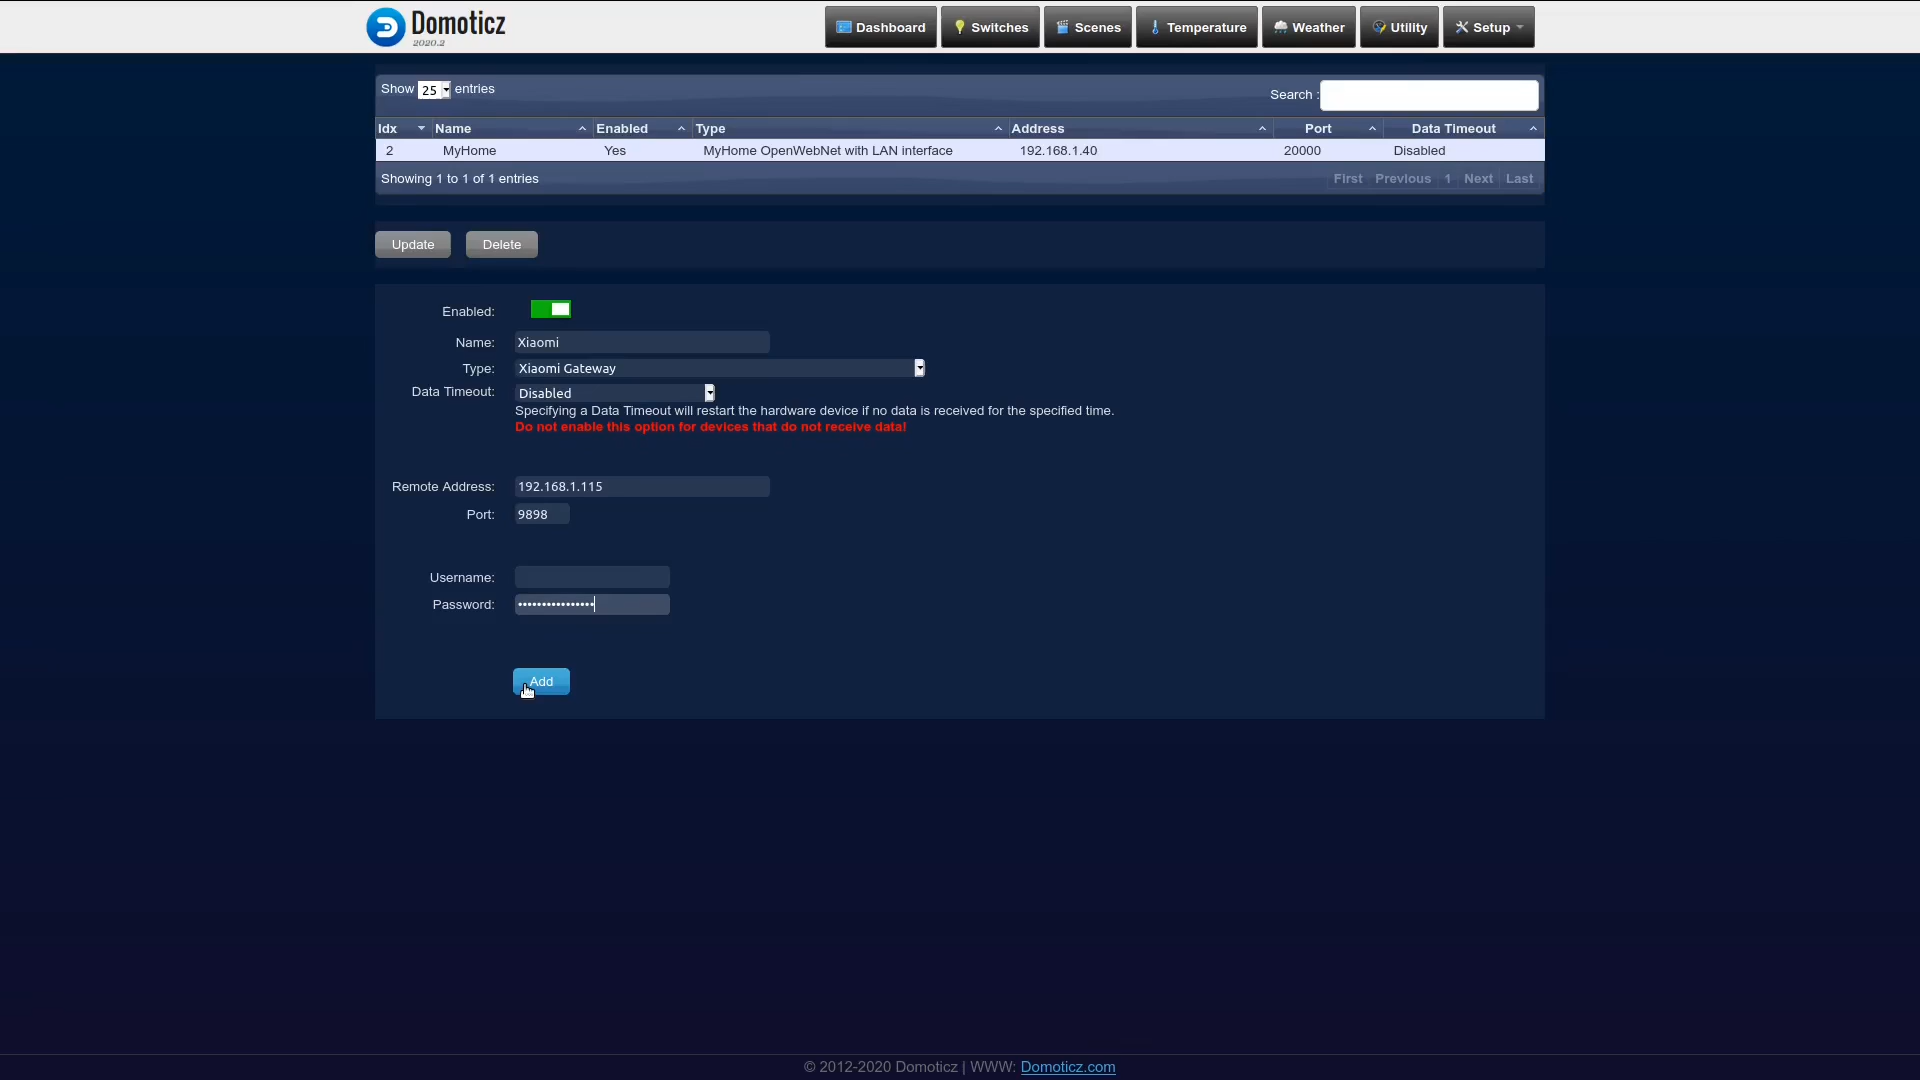 Domoticz
2020.2
Dashboard Switches Scenes Temperature Weather Utility Setup
Show 25 entries
Search :
Idx Name Enabled Type Address Port Data Timeout
2 MyHome Yes MyHome OpenWebNet with LAN interface 192.168.1.40 20000 Disabled
Showing 1 to 1 of 1 entries
First Previous 1 Next Last
Update Delete
Enabled:
Name: Xiaomi
Type: Xiaomi Gateway
Data Timeout: Disabled
Specifying a Data Timeout will restart the hardware device if no data is received for the specified time.
Do not enable this option for devices that do not receive data!
Remote Address: 192.168.1.115
Port: 9898
Username:
Password: ••••••••••••••••
Add
© 2012-2020 Domoticz | WWW: Domoticz.com